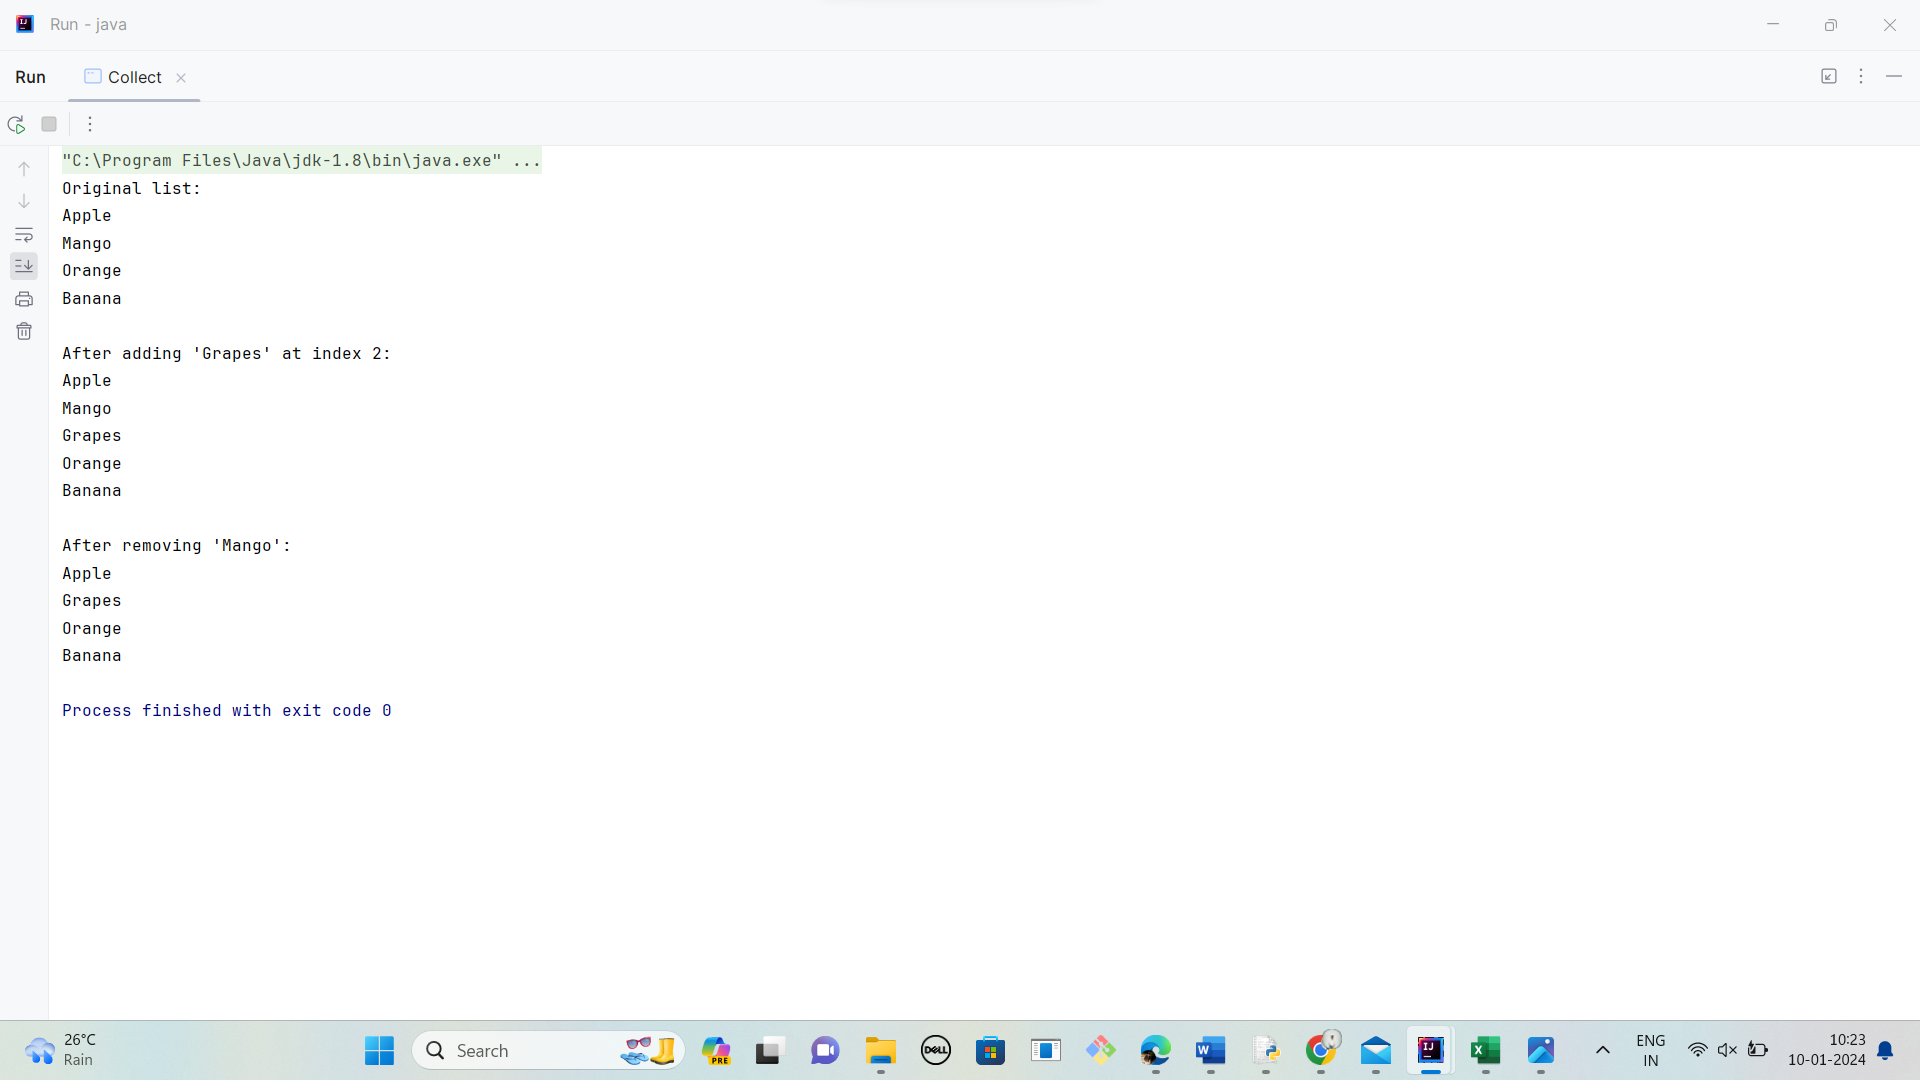 Run - java
Run
Collect
"C:\Program Files\Java\jdk-1.8\bin\java.exe" ...
Original list:
Apple
Mango
Orange
Banana

After adding 'Grapes' at index 2:
Apple
Mango
Grapes
Orange
Banana

After removing 'Mango':
Apple
Grapes
Orange
Banana

Process finished with exit code 0
26°C
Rain
Search
PRE
DELL
ENG
IN
10:23
10-01-2024